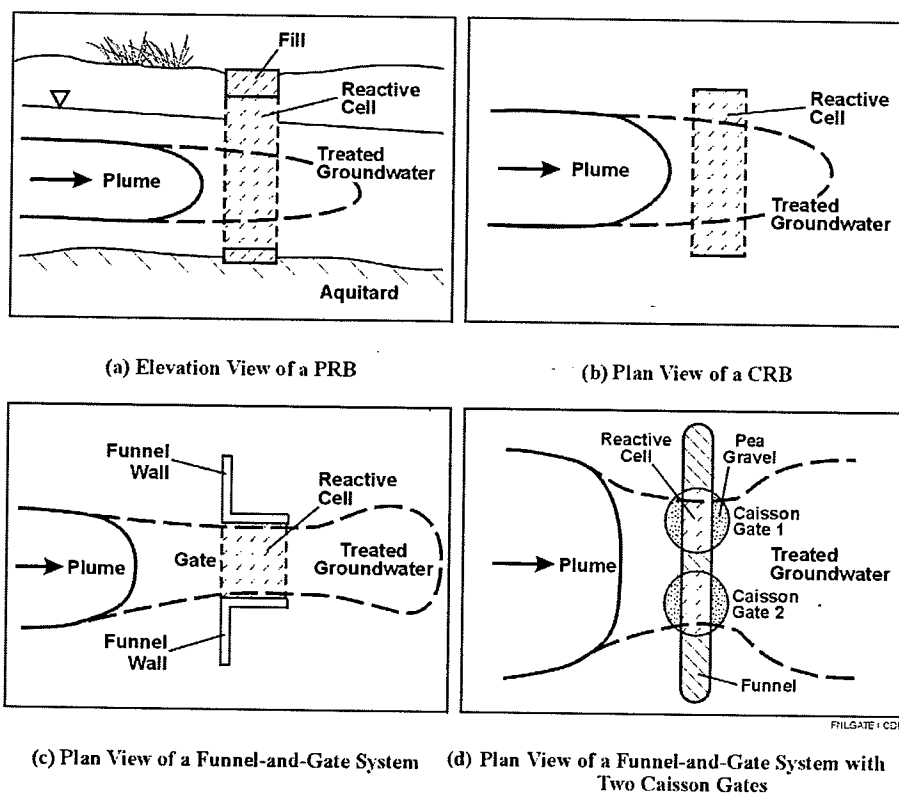 Fill
Reactive
Cell
Treated
Groundwater
Plume
Aquitard
(a) Elevation View of a PRB
Reactive
Cell
Plume
Treated
Groundwater
(b) Plan View of a CRB
Funnel
Wall
Reactive
Cell
Gate
Plume
Treated
Groundwater
Funnel
Wall
(c) Plan View of a Funnel-and-Gate System
Reactive
Cell
Pea
Gravel
Caisson
Gate 1
Plume
Treated
Groundwater
Caisson
Gate 2
Funnel
(d) Plan View of a Funnel-and-Gate System with
Two Caisson Gates